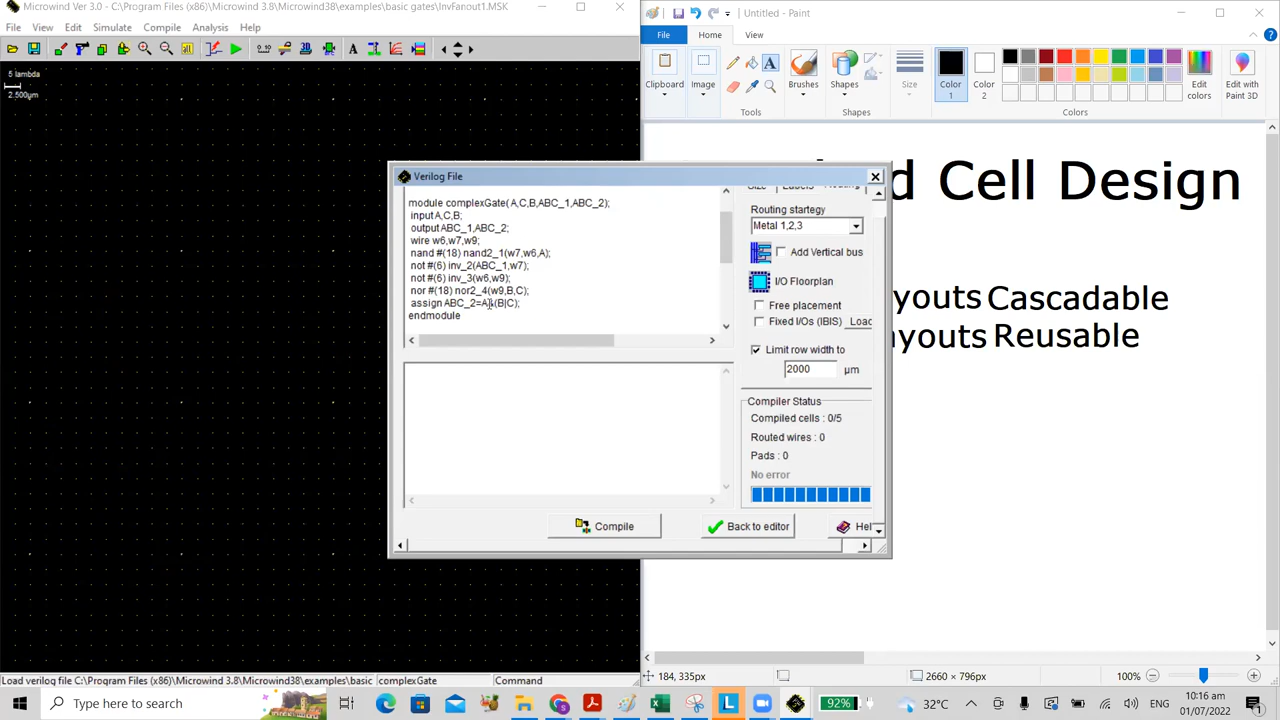 Microwind Ver 3.0 - C:\Program Files (x86)\Microwind 3.8\Microwind38\examples\basic gates\InvFanout1.MSK
File View Edit Simulate Compile Analysis Help
5 lambda
2.500µm
Untitled - Paint
File Home View
Clipboard
Image
Tools
Brushes
Shapes
Shapes
Size
Color
1
Color
2
Edit
colors
Edit with
Paint 3D
Colors
d Cell Design
youts Cascadable
ayouts Reusable
Verilog File
module complexGate( A,C,B,ABC_1,ABC_2);
input A,C,B;
output ABC_1,ABC_2;
wire w6,w7,w9;
nand #(18) nand2_1(w7,w6,A);
not #(6) inv_2(ABC_1,w7);
not #(6) inv_3(w6,w9);
nor #(18) nor2_4(w9,B,C);
assign ABC_2=A&(B|C);
endmodule
Size Labels Routing
Routing startegy
Metal 1,2,3
Add Vertical bus
I/O Floorplan
Free placement
Fixed I/Os (IBIS) Load
Limit row width to
2000 µm
Compiler Status
Compiled cells : 0/5
Routed wires : 0
Pads : 0
No error
Compile Back to editor Hel
Load verilog file C:\Program Files (x86)\Microwind 3.8\Microwind38\examples\basic complexGate Command
184, 335px 2660 × 796px 100%
Type here to search
L
92% 32°C ENG
10:16 am
01/07/2022